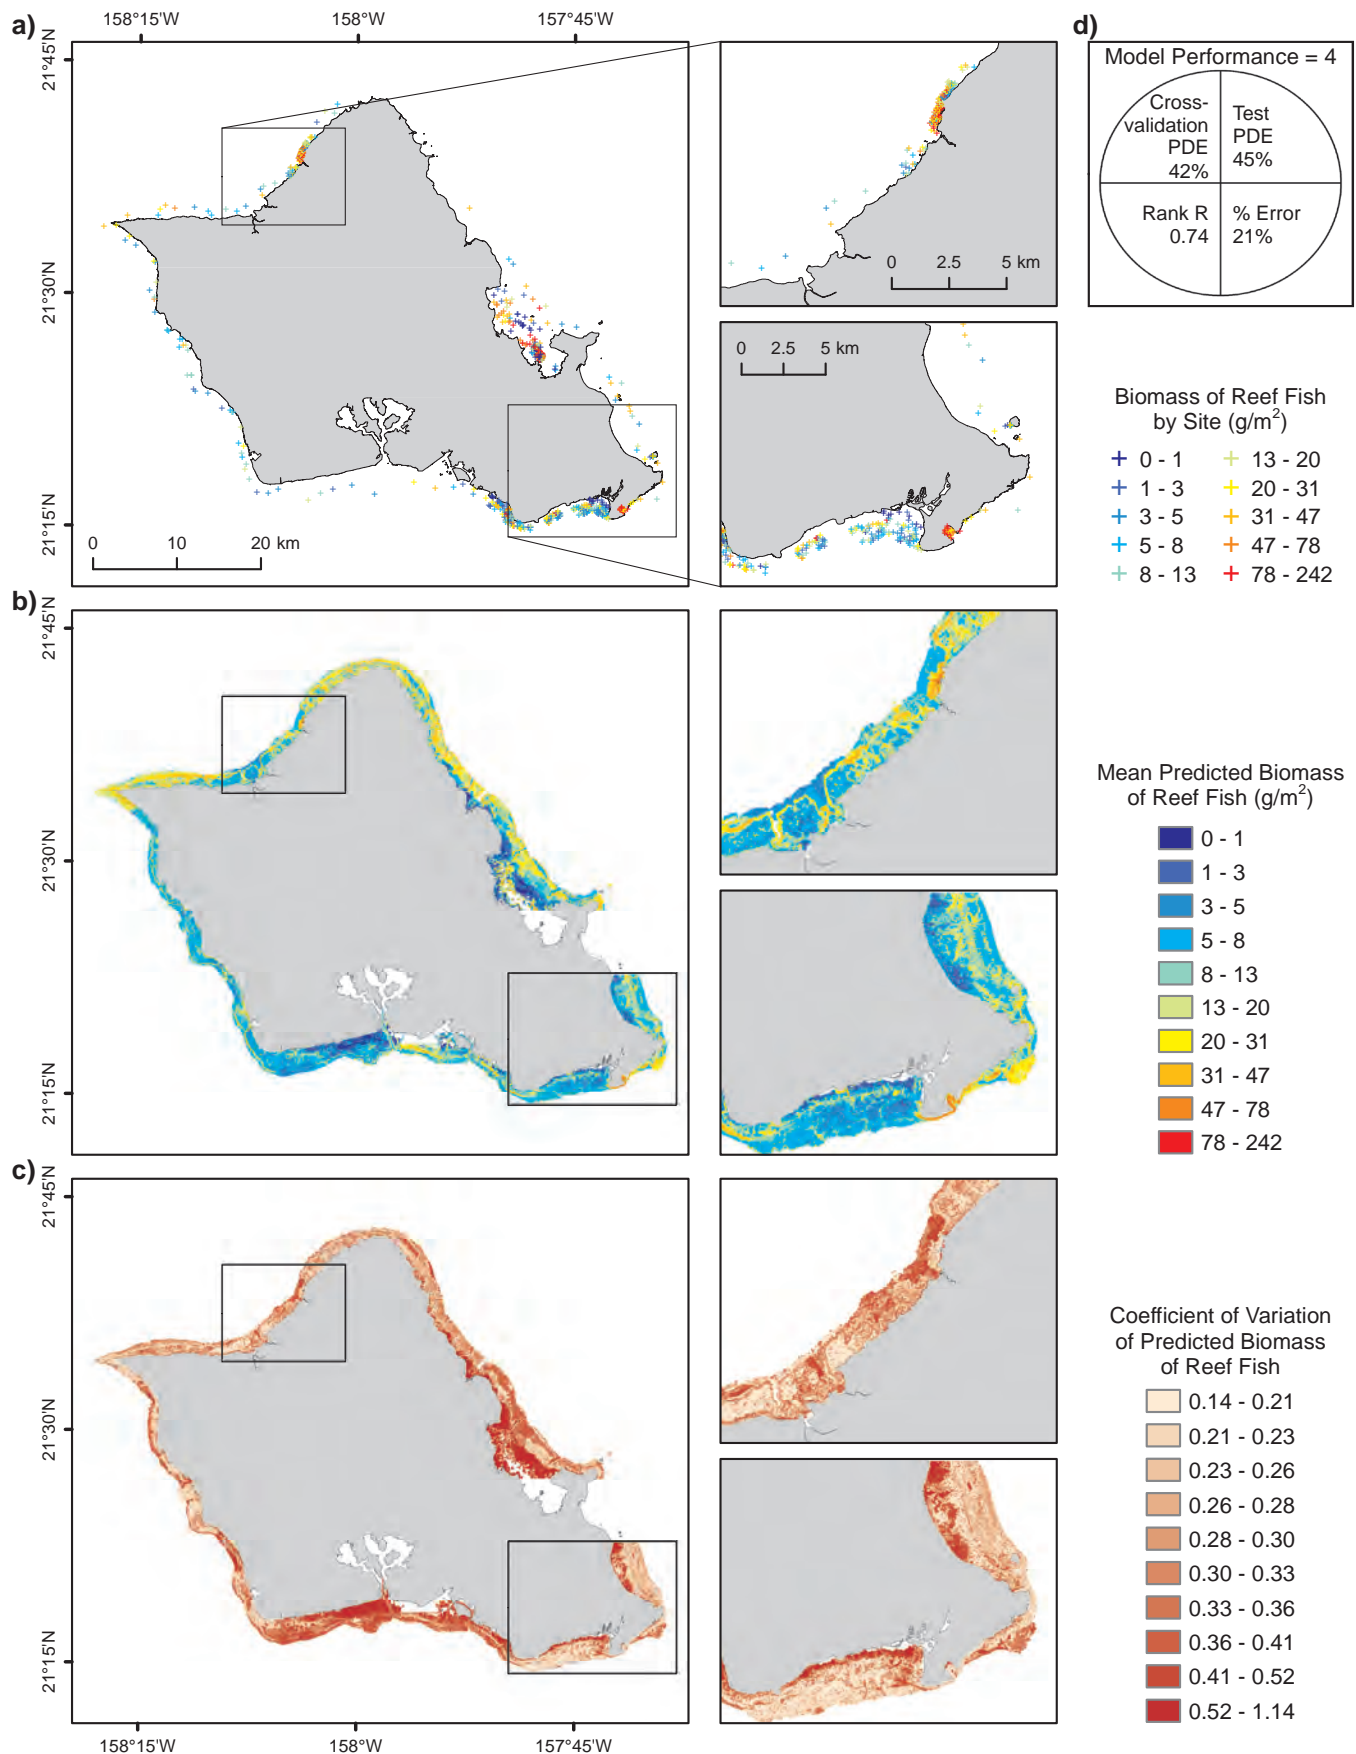 a)
158°15'W
158°W
157°45'W
d)
21°45'N
21°30'N
21°15'N
0
10
20 km
0
2.5
5 km
0
2.5
5 km
Model Performance = 4
Cross-
validation
PDE
42%
Test
PDE
45%
Rank R
0.74
% Error
21%
Biomass of Reef Fish
by Site (g/m²)
0 - 1
1 - 3
3 - 5
5 - 8
8 - 13
13 - 20
20 - 31
31 - 47
47 - 78
78 - 242
b)
21°45'N
21°30'N
21°15'N
Mean Predicted Biomass
of Reef Fish (g/m²)
0 - 1
1 - 3
3 - 5
5 - 8
8 - 13
13 - 20
20 - 31
31 - 47
47 - 78
78 - 242
c)
21°45'N
21°30'N
21°15'N
Coefficient of Variation
of Predicted Biomass
of Reef Fish
0.14 - 0.21
0.21 - 0.23
0.23 - 0.26
0.26 - 0.28
0.28 - 0.30
0.30 - 0.33
0.33 - 0.36
0.36 - 0.41
0.41 - 0.52
0.52 - 1.14
158°15'W
158°W
157°45'W